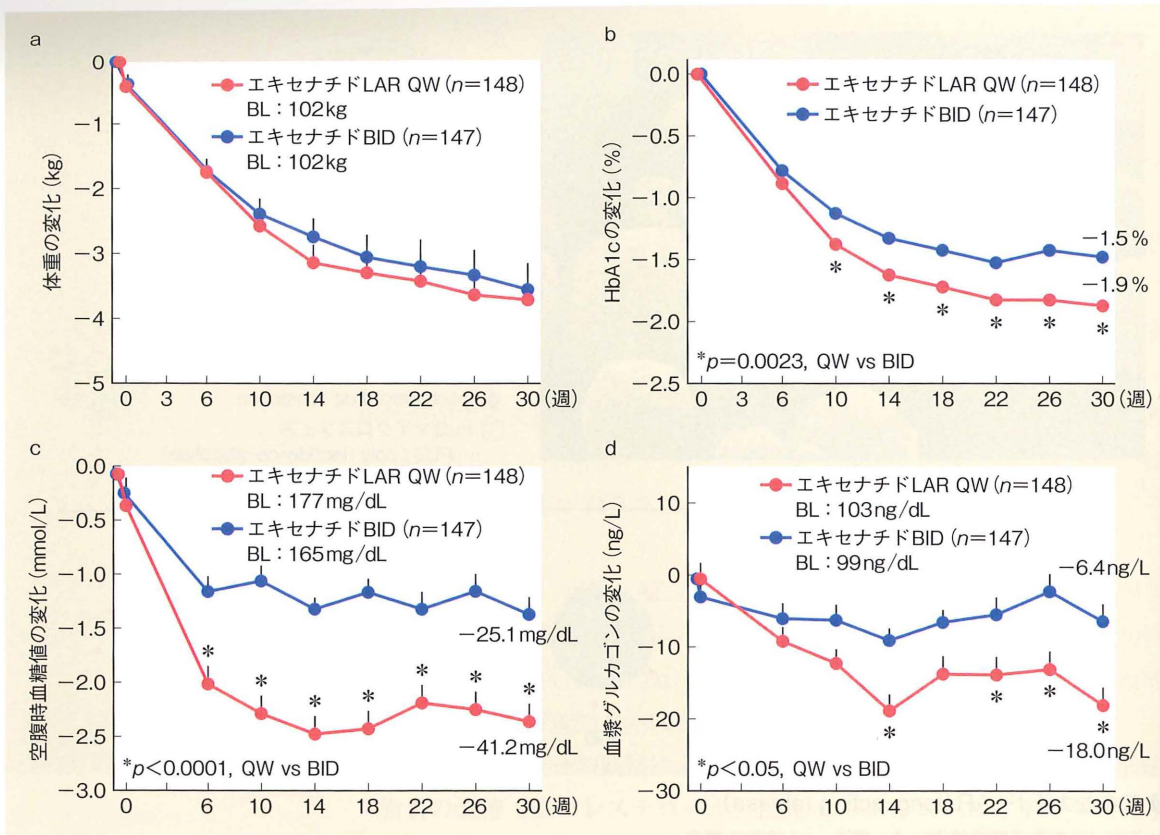 a
体重の変化(kg)
0
−1
−2
−3
−4
−5
エキセナチドLAR QW(n=148)
BL:102kg
エキセナチドBID(n=147)
BL:102kg
0 3 6 10 14 18 22 26 30(週)
b
HbA1cの変化(%)
0.0
−0.5
−1.0
−1.5
−2.0
−2.5
エキセナチドLAR QW(n=148)
エキセナチドBID(n=147)
−1.5%
−1.9%
* * * * * *
*p=0.0023, QW vs BID
0 3 6 10 14 18 22 26 30(週)
c
空腹時血糖値の変化(mmol/L)
0.0
−0.5
−1.0
−1.5
−2.0
−2.5
−3.0
エキセナチドLAR QW(n=148)
BL:177mg/dL
エキセナチドBID(n=147)
BL:165mg/dL
−25.1mg/dL
* * * * * * *
−41.2mg/dL
*p<0.0001, QW vs BID
0 3 6 10 14 18 22 26 30(週)
d
血漿グルカゴンの変化(ng/L)
10
0
−10
−20
−30
エキセナチドLAR QW(n=148)
BL:103ng/dL
エキセナチドBID(n=147)
BL:99ng/dL
−6.4ng/L
* * * *
−18.0ng/L
*p<0.05, QW vs BID
0 3 6 10 14 18 22 26 30(週)